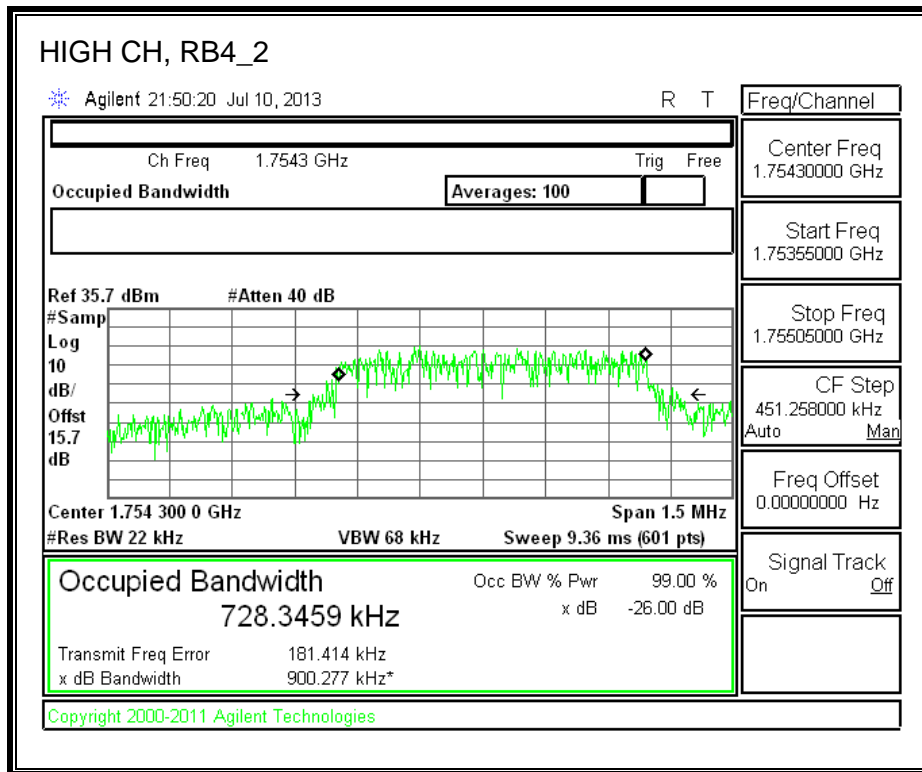 HIGH CH, RB4_2
Agilent 21:50:20 Jul 10, 2013 R T
Ch Freq 1.7543 GHz Trig Free
Occupied Bandwidth Averages: 100
Ref 35.7 dBm #Atten 40 dB
#Samp
Log
10
dB/
Offst
15.7
dB
Center 1.754 300 0 GHz Span 1.5 MHz
#Res BW 22 kHz VBW 68 kHz Sweep 9.36 ms (601 pts)
Occupied Bandwidth Occ BW % Pwr 99.00 %
728.3459 kHz x dB -26.00 dB
Transmit Freq Error 181.414 kHz
x dB Bandwidth 900.277 kHz*
Copyright 2000-2011 Agilent Technologies
Freq/Channel
Center Freq
1.75430000 GHz
Start Freq
1.75355000 GHz
Stop Freq
1.75505000 GHz
CF Step
451.258000 kHz
Auto Man
Freq Offset
0.00000000 Hz
Signal Track
On Off